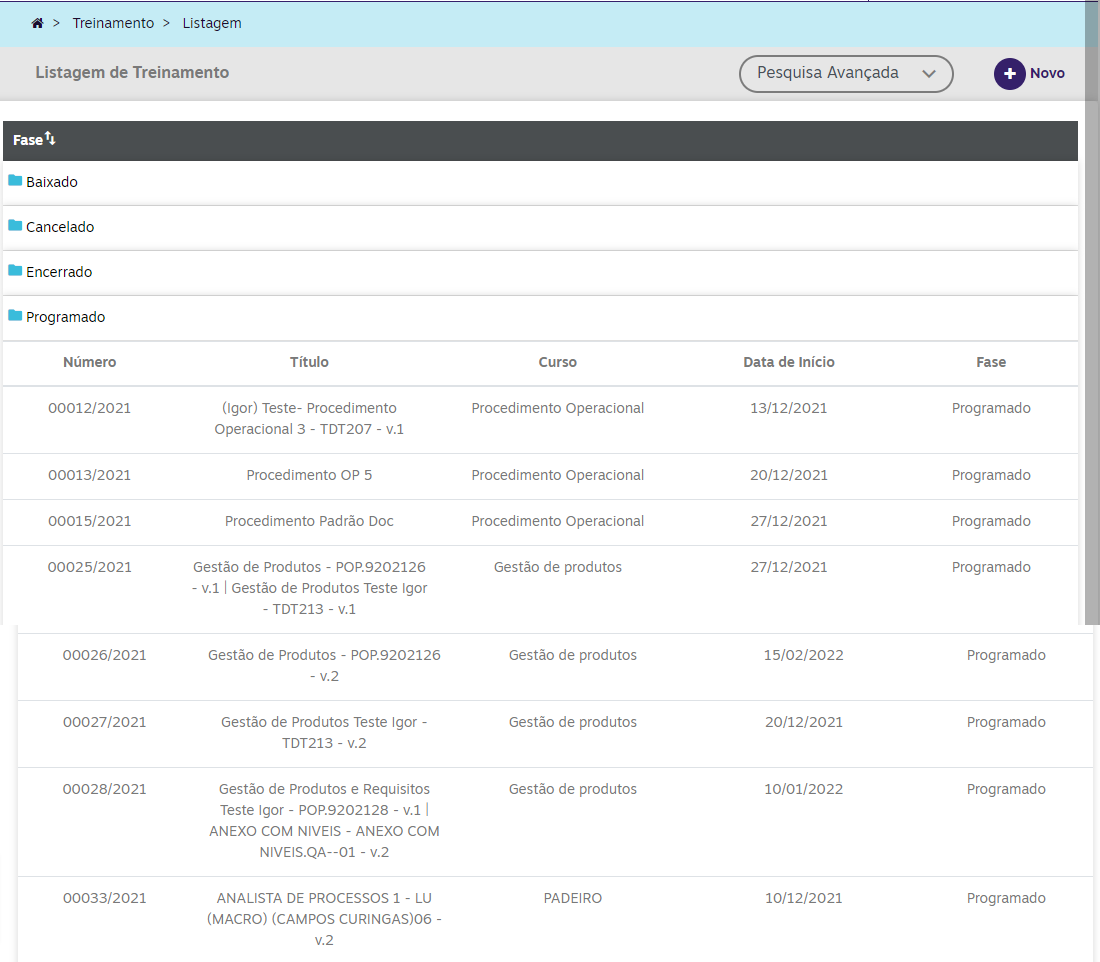 > Treinamento > Listagem
Listagem de Treinamento Pesquisa Avançada Novo
Fase
Baixado
Cancelado
Encerrado
Programado
Número Título Curso Data de Início Fase
00012/2021 (Igor) Teste- Procedimento Procedimento Operacional 13/12/2021 Programado
Operacional 3 - TDT207 - v.1
00013/2021 Procedimento OP 5 Procedimento Operacional 20/12/2021 Programado
00015/2021 Procedimento Padrão Doc Procedimento Operacional 27/12/2021 Programado
00025/2021 Gestão de Produtos - POP.9202126 Gestão de produtos 27/12/2021 Programado
- v.1 | Gestão de Produtos Teste Igor
- TDT213 - v.1
00026/2021 Gestão de Produtos - POP.9202126 Gestão de produtos 15/02/2022 Programado
- v.2
00027/2021 Gestão de Produtos Teste Igor - Gestão de produtos 20/12/2021 Programado
TDT213 - v.2
00028/2021 Gestão de Produtos e Requisitos Gestão de produtos 10/01/2022 Programado
Teste Igor - POP.9202128 - v.1 |
ANEXO COM NIVEIS - ANEXO COM
NIVEIS.QA--01 - v.2
00033/2021 ANALISTA DE PROCESSOS 1 - LU PADEIRO 10/12/2021 Programado
(MACRO) (CAMPOS CURINGAS)06 -
v.2